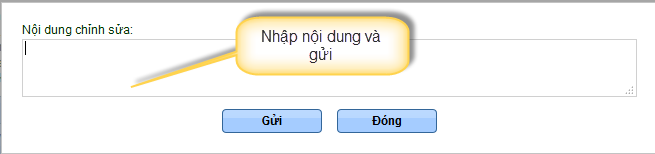 Nội dung chỉnh sửa:
Nhập nội dung và
gửi
Gửi
Đóng